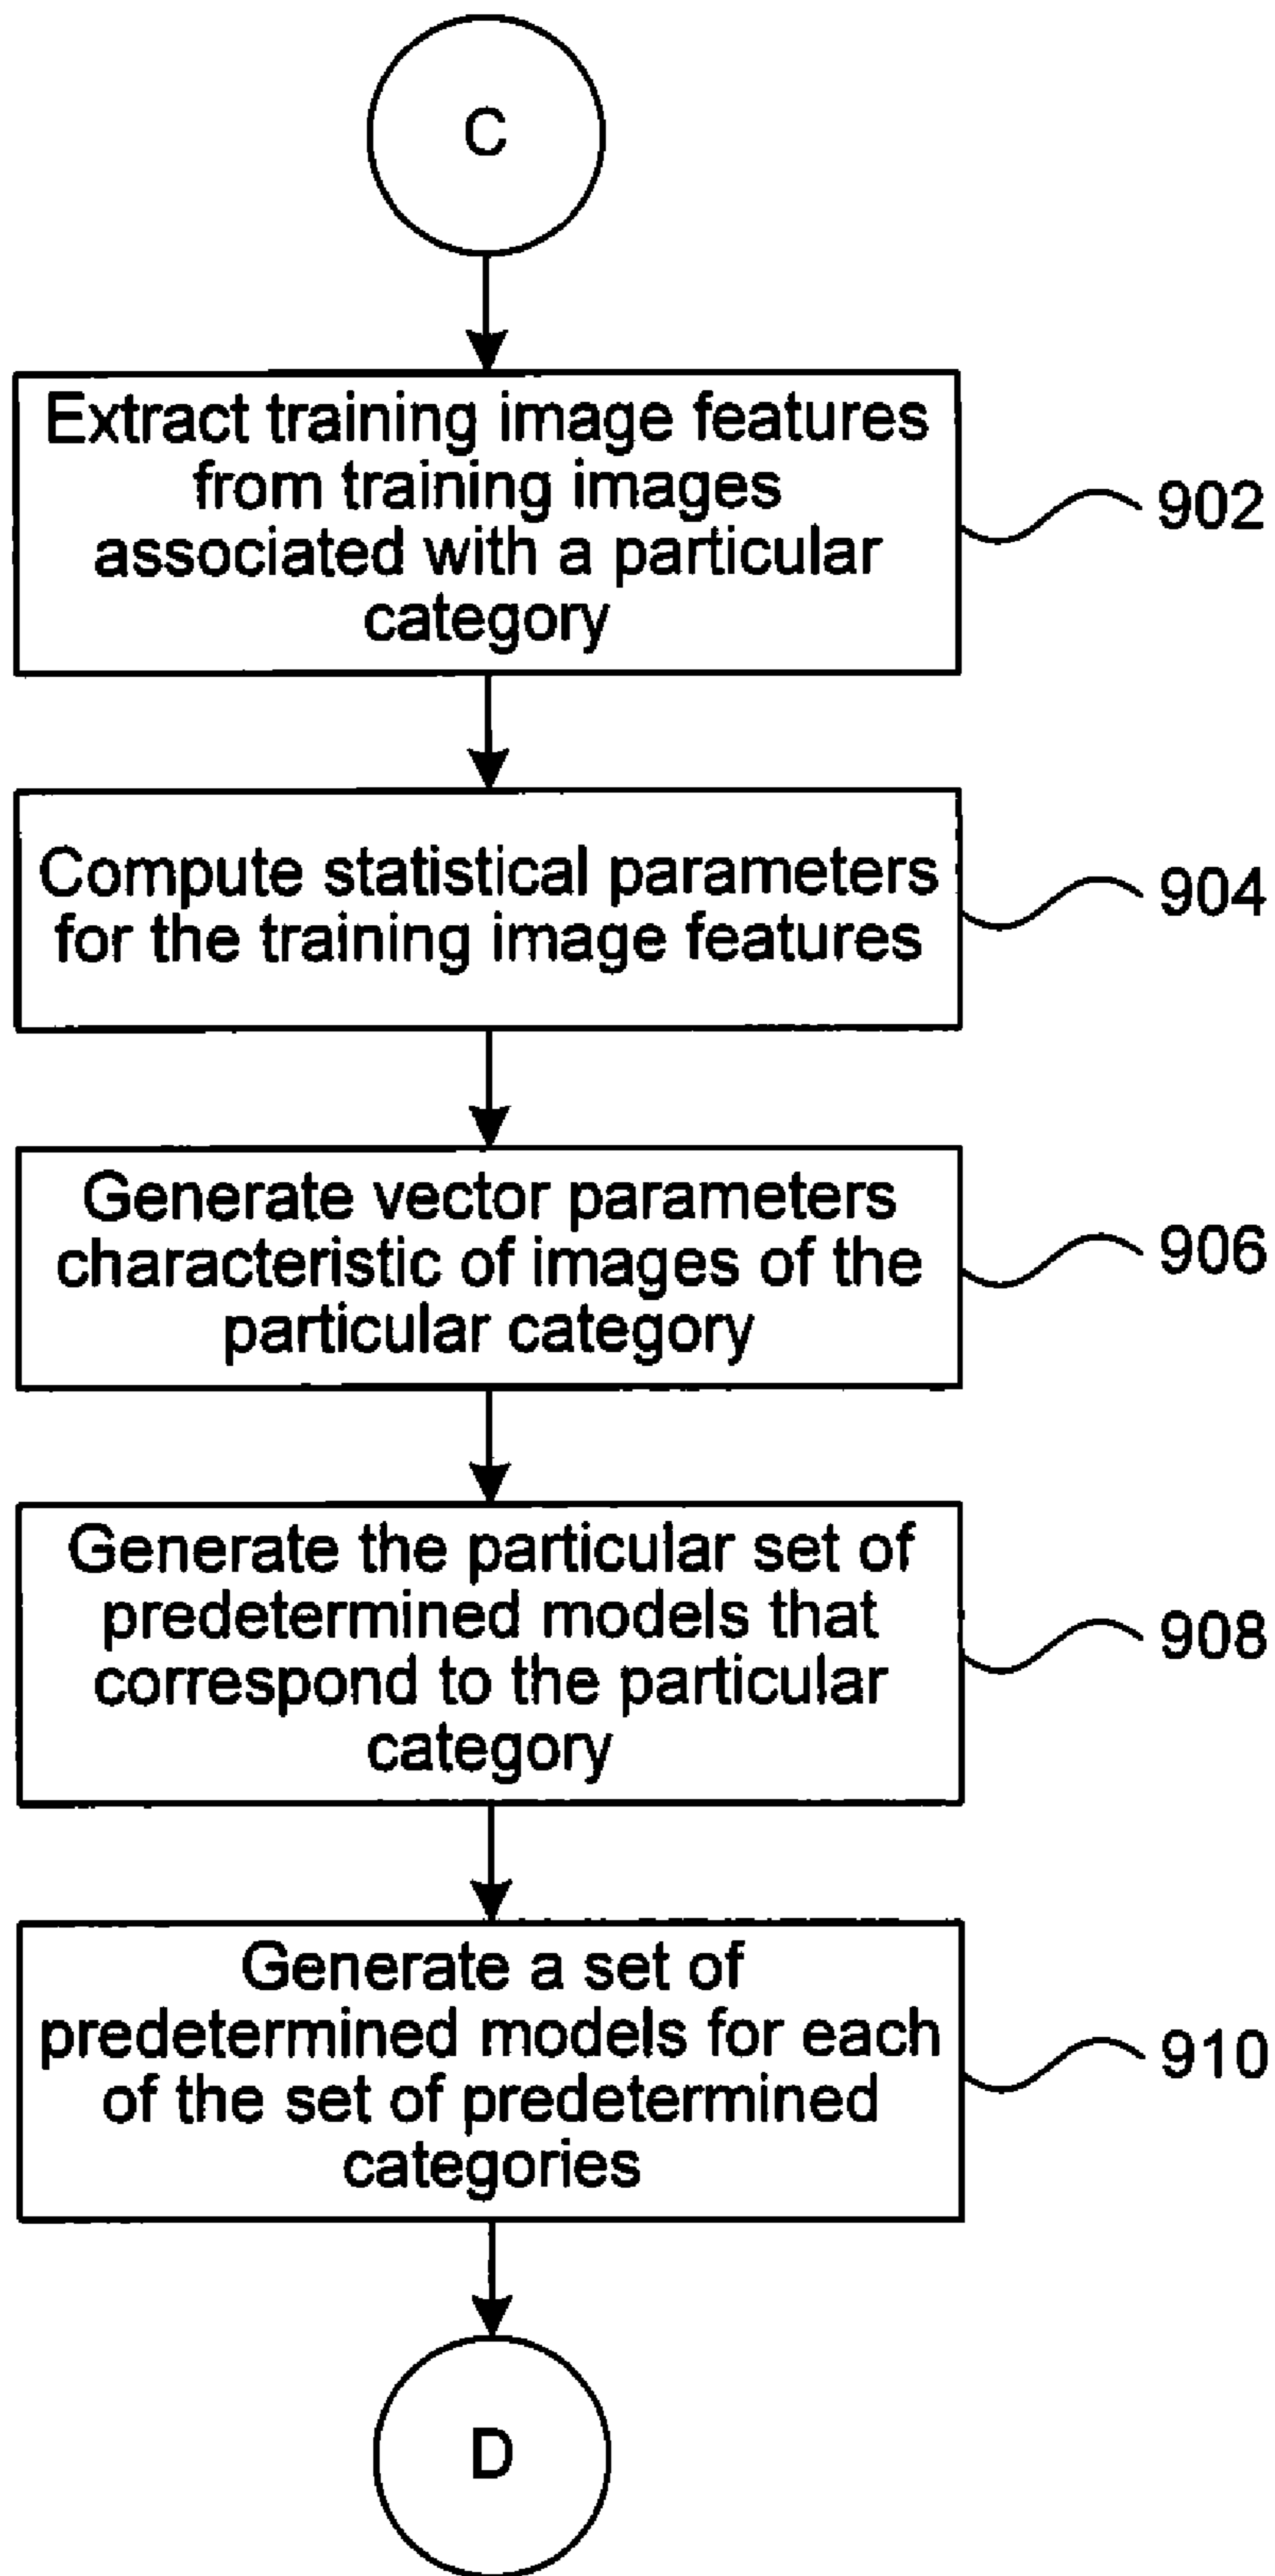 C
Extract training image features
from training images
associated with a particular
category
902
Compute statistical parameters
for the training image features
904
Generate vector parameters
characteristic of images of the
particular category
906
Generate the particular set of
predetermined models that
correspond to the particular
category
908
Generate a set of
predetermined models for each
of the set of predetermined
categories
910
D